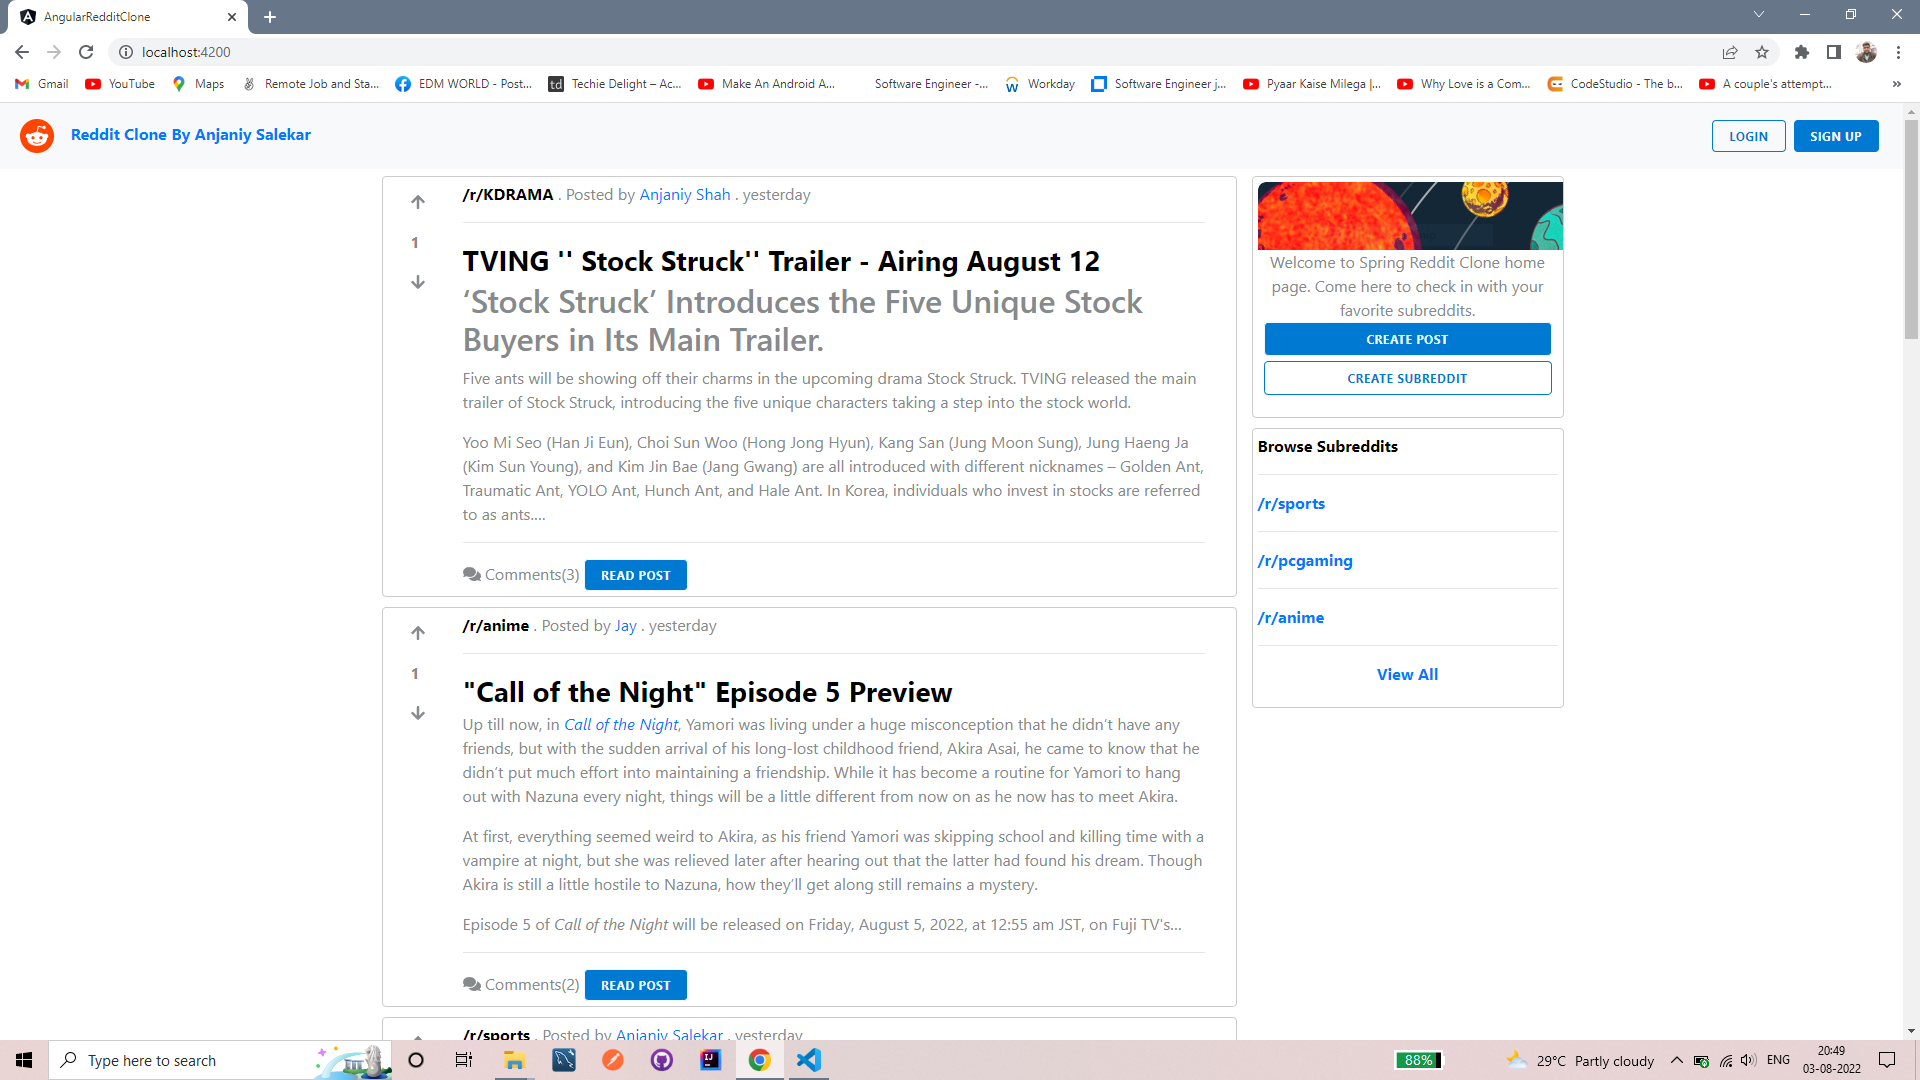 AngularRedditClone
localhost:4200
Gmail
YouTube
Maps
Remote Job and Sta...
EDM WORLD - Post...
Techie Delight – Ac...
Make An Android A...
Software Engineer -...
Workday
Software Engineer j...
Pyaar Kaise Milega |...
Why Love is a Com...
CodeStudio - The b...
A couple's attempt...
»
Reddit Clone By Anjaniy Salekar
LOGIN
SIGN UP
/r/KDRAMA . Posted by Anjaniy Shah . yesterday
1
TVING '' Stock Struck'' Trailer - Airing August 12
‘Stock Struck’ Introduces the Five Unique Stock
Buyers in Its Main Trailer.
Five ants will be showing off their charms in the upcoming drama Stock Struck. TVING released the main
trailer of Stock Struck, introducing the five unique characters taking a step into the stock world.
Yoo Mi Seo (Han Ji Eun), Choi Sun Woo (Hong Jong Hyun), Kang San (Jung Moon Sung), Jung Haeng Ja
(Kim Sun Young), and Kim Jin Bae (Jang Gwang) are all introduced with different nicknames – Golden Ant,
Traumatic Ant, YOLO Ant, Hunch Ant, and Hale Ant. In Korea, individuals who invest in stocks are referred
to as ants....
Comments(3)
READ POST
/r/anime . Posted by Jay . yesterday
1
"Call of the Night" Episode 5 Preview
Up till now, in Call of the Night, Yamori was living under a huge misconception that he didn’t have any
friends, but with the sudden arrival of his long-lost childhood friend, Akira Asai, he came to know that he
didn’t put much effort into maintaining a friendship. While it has become a routine for Yamori to hang
out with Nazuna every night, things will be a little different from now on as he now has to meet Akira.
At first, everything seemed weird to Akira, as his friend Yamori was skipping school and killing time with a
vampire at night, but she was relieved later after hearing out that the latter had found his dream. Though
Akira is still a little hostile to Nazuna, how they’ll get along still remains a mystery.
Episode 5 of Call of the Night will be released on Friday, August 5, 2022, at 12:55 am JST, on Fuji TV's...
Comments(2)
READ POST
/r/sports . Posted by Anjaniy Salekar . yesterday
Welcome to Spring Reddit Clone home
page. Come here to check in with your
favorite subreddits.
CREATE POST
CREATE SUBREDDIT
Browse Subreddits
/r/sports
/r/pcgaming
/r/anime
View All
Type here to search
88%
29°C Partly cloudy
ENG
20:49
03-08-2022